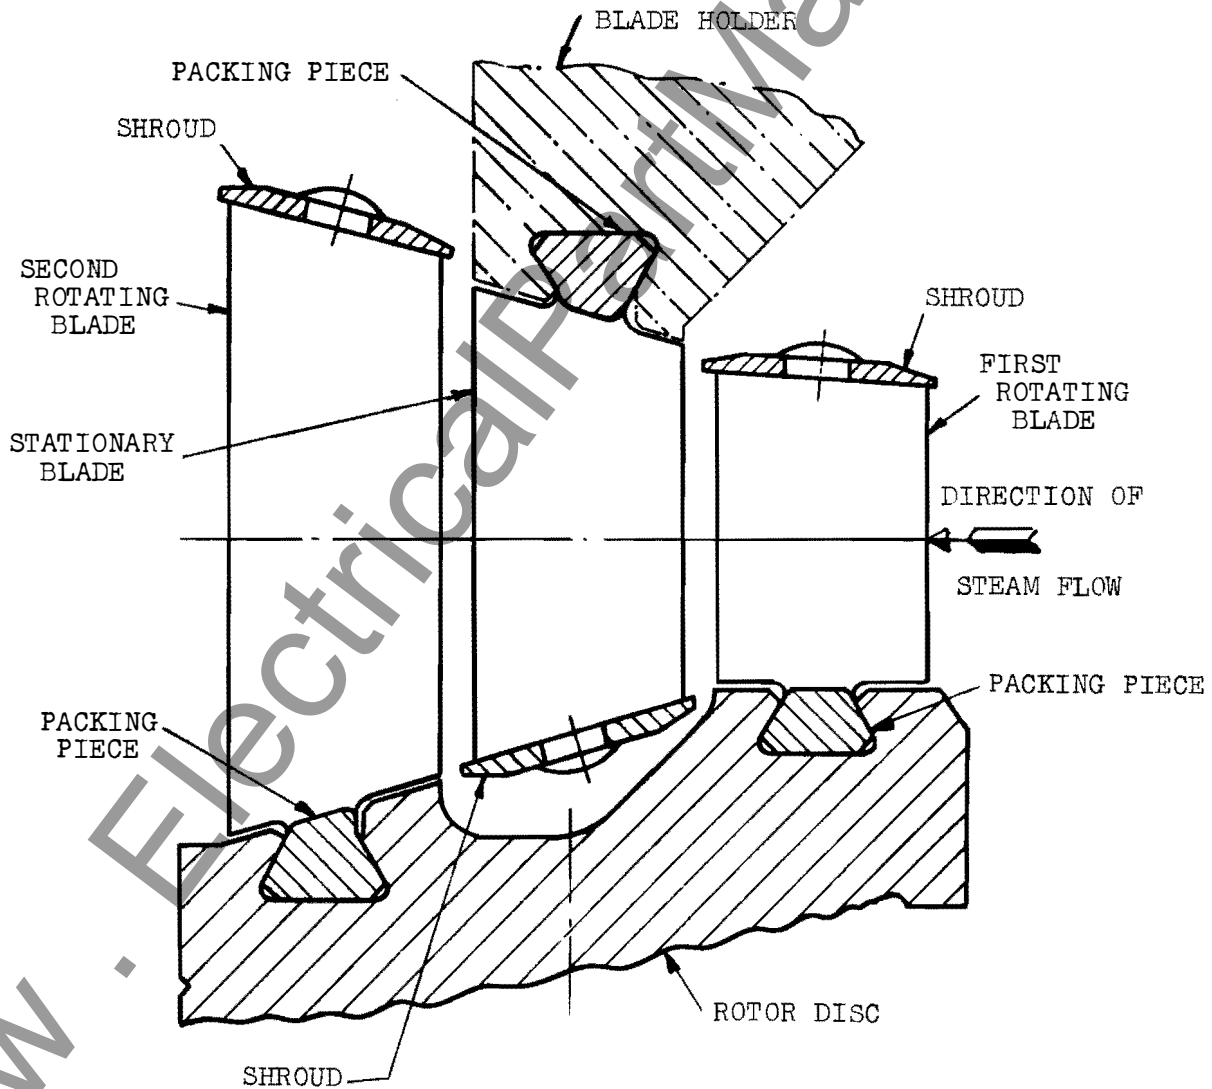 BLADE HOLDER
PACKING PIECE
SHROUD
SECOND
ROTATING
BLADE
SHROUD
FIRST
ROTATING
BLADE
STATIONARY
BLADE
DIRECTION OF
STEAM FLOW
PACKING PIECE
PACKING
PIECE
ROTOR DISC
SHROUD
w . ElectricalPartMa